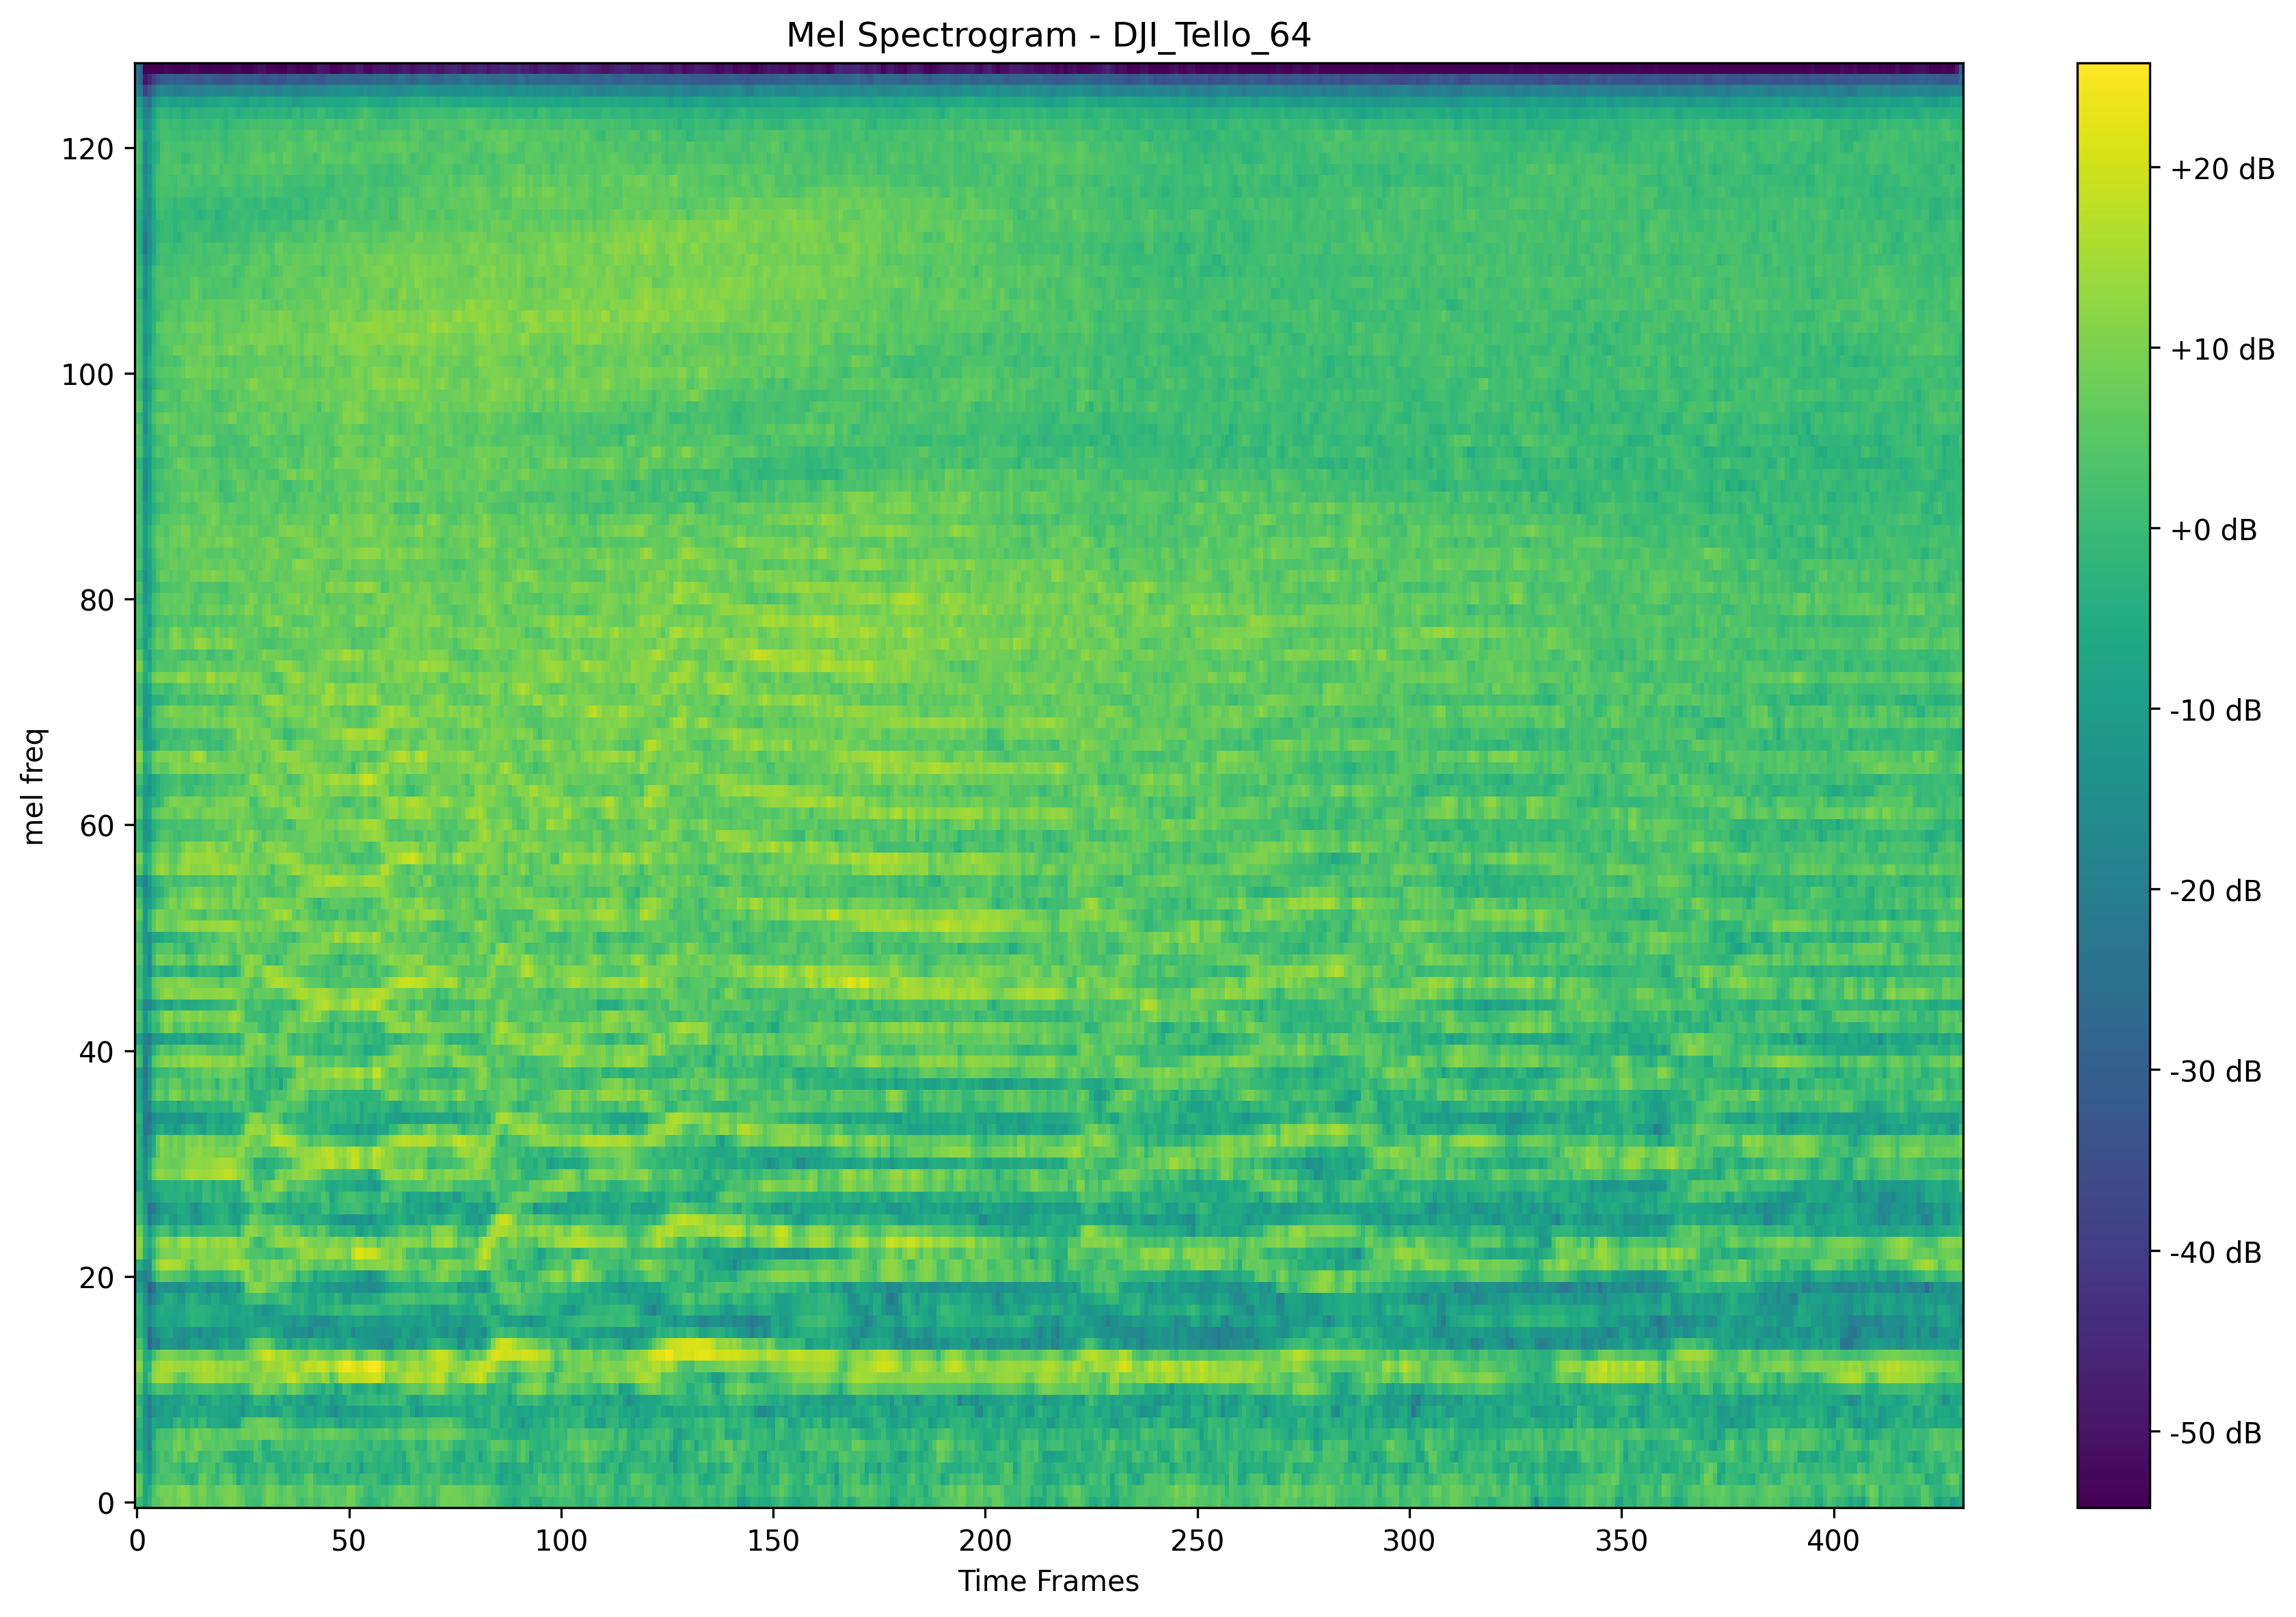 Mel Spectrogram - DJI_Tello_64
mel freq
120
100
80
60
40
20
0
0 50 100 150 200 250 300 350 400
Time Frames
+20 dB
+10 dB
+0 dB
-10 dB
-20 dB
-30 dB
-40 dB
-50 dB